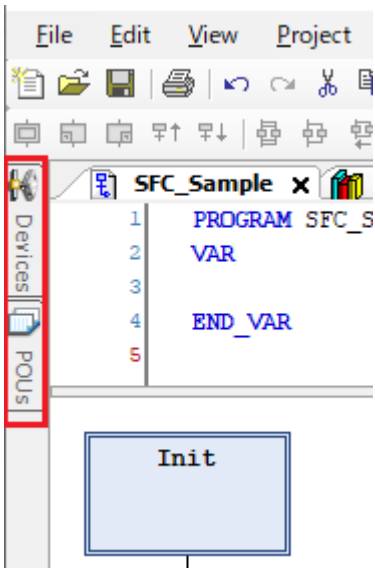 File Edit View Project
SFC_Sample
Devices
POUs
1 PROGRAM SFC_S
2 VAR
3
4 END_VAR
5
Init